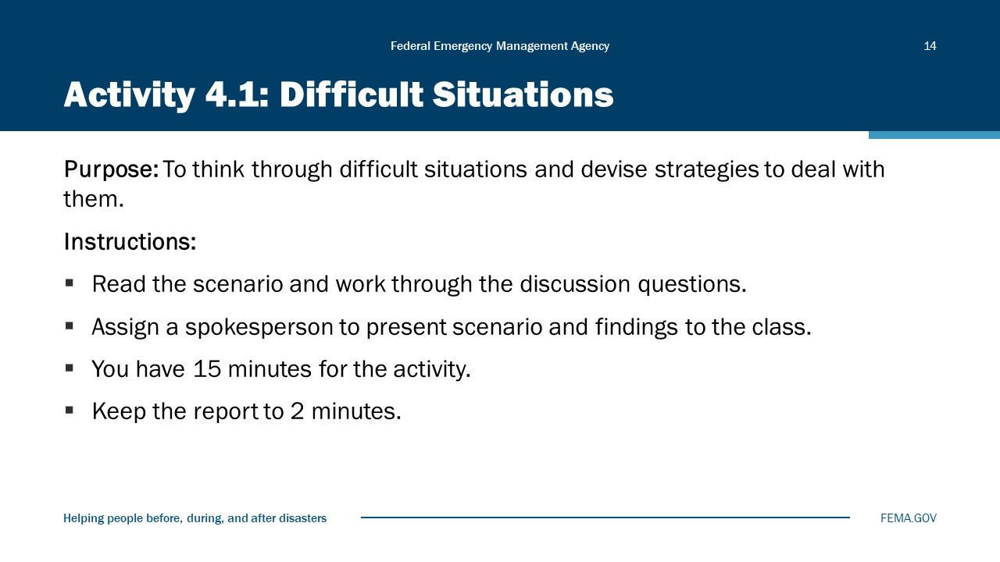 Federal Emergency Management Agency
14
Activity 4.1: Difficult Situations
Purpose: To think through difficult situations and devise strategies to deal with
them.
Instructions:
▪ Read the scenario and work through the discussion questions.
▪ Assign a spokesperson to present scenario and findings to the class.
▪ You have 15 minutes for the activity.
▪ Keep the report to 2 minutes.
Helping people before, during, and after disasters
FEMA.GOV